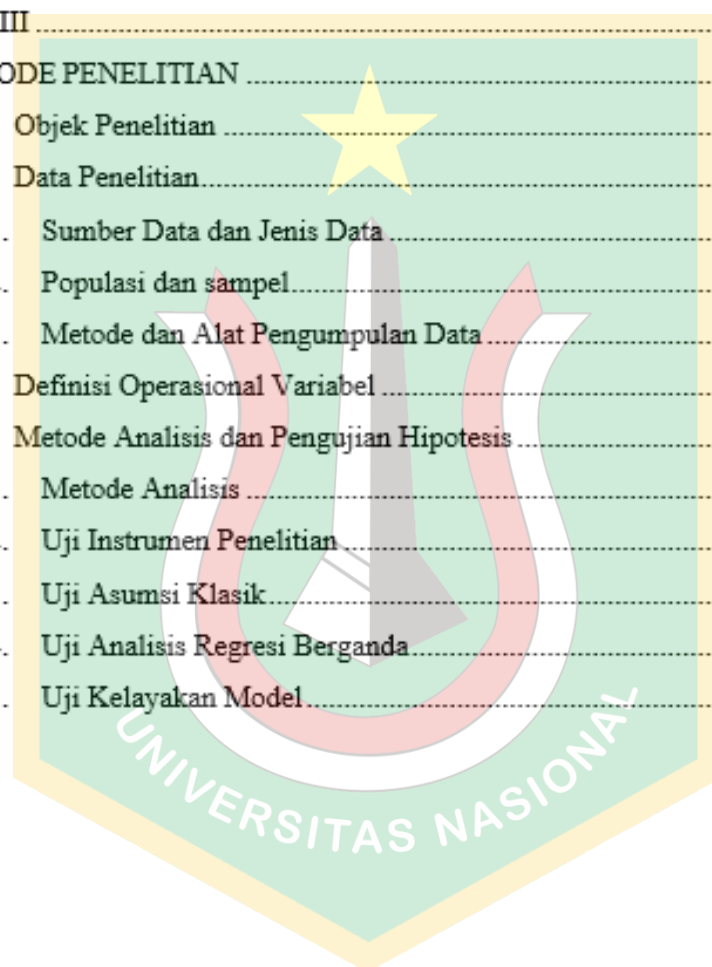 III ....................................................................
ODE PENELITIAN ....................................................................
Objek Penelitian ....................................................................
Data Penelitian....................................................................
. Sumber Data dan Jenis Data ....................................................................
. Populasi dan sampel....................................................................
. Metode dan Alat Pengumpulan Data ....................................................................
Definisi Operasional Variabel ....................................................................
Metode Analisis dan Pengujian Hipotesis ....................................................................
. Metode Analisis ....................................................................
. Uji Instrumen Penelitian ....................................................................
. Uji Asumsi Klasik....................................................................
. Uji Analisis Regresi Berganda....................................................................
. Uji Kelayakan Model ....................................................................
UNIVERSITAS NASIONAL